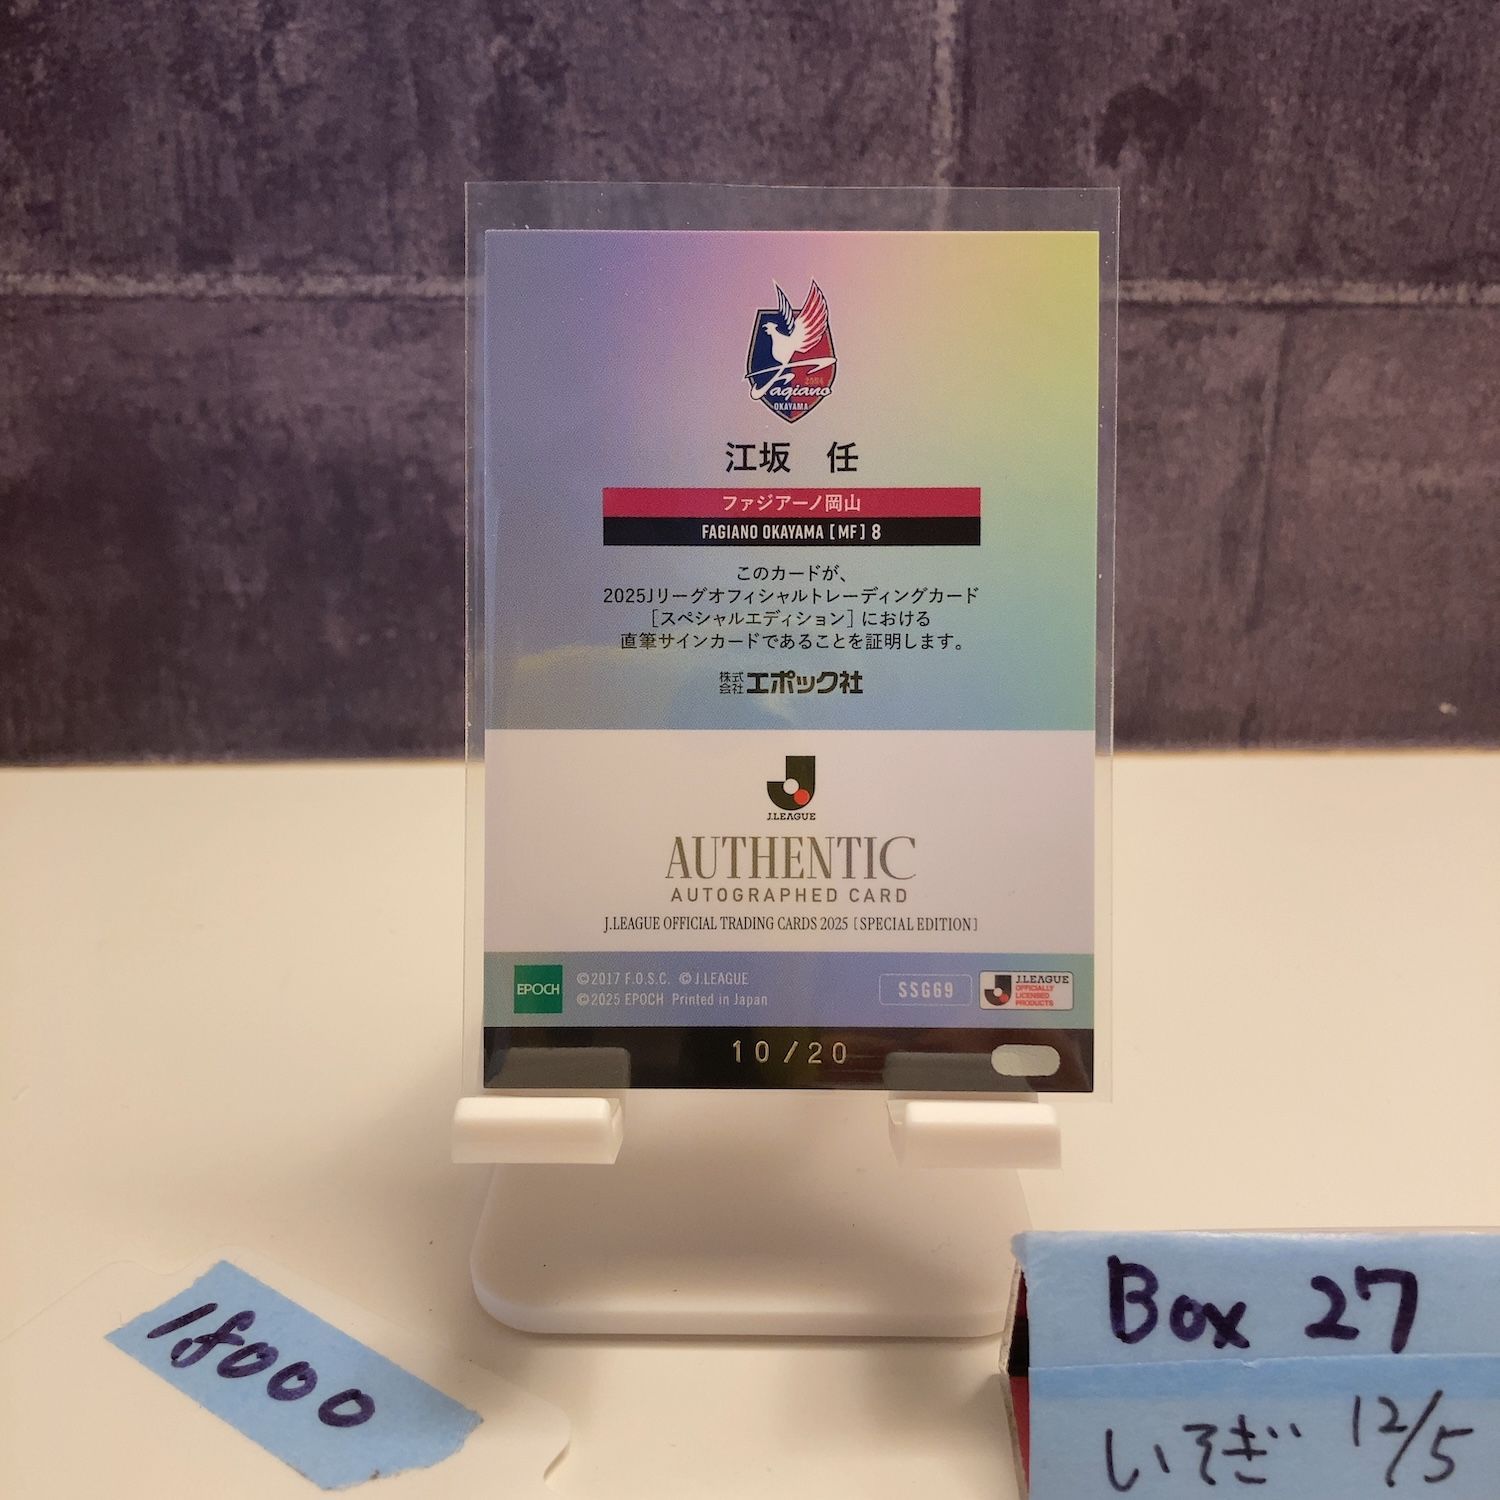 2004
Fagiano
OKAYAMA
江坂 任
ファジアーノ岡山
FAGIANO OKAYAMA [MF] 8
このカードが、
2025Jリーグオフィシャルトレーディングカード
[スペシャルエディション]における
直筆サインカードであることを証明します。
株式会社エポック社
J.LEAGUE
AUTHENTIC
AUTOGRAPHED CARD
J.LEAGUE OFFICIAL TRADING CARDS 2025 [SPECIAL EDITION]
EPOCH
©2017 F.O.S.C. © J.LEAGUE
©2025 EPOCH Printed in Japan
SSG69
J.LEAGUE
OFFICIALLY
LICENSED
PRODUCTS
10/20
18000
Box 27
いそぎ 12/5